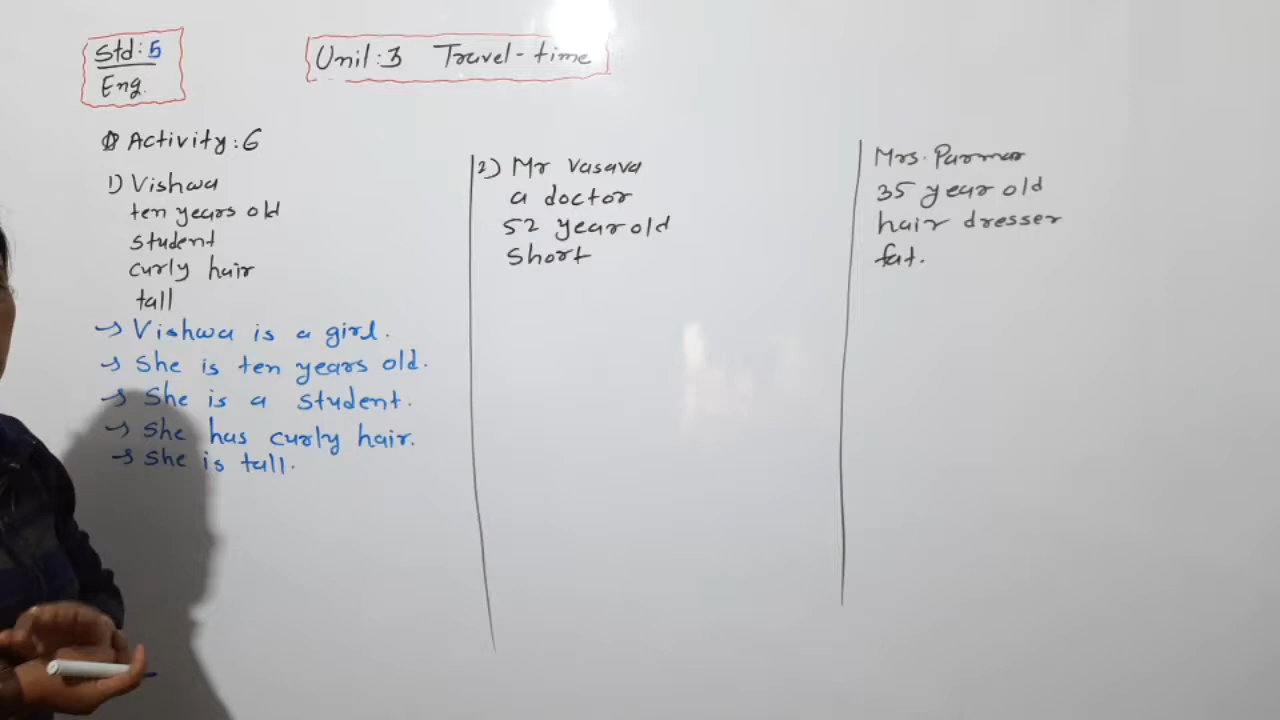 Std: 5
Eng.
Unit: 3 Travel-time
Activity: 6
1) Vishwa
ten years old
student
curly hair
tall
→ Vishwa is a girl.
→ She is ten years old.
→ She is a student.
→ She has curly hair.
→ She is tall.
2) Mr Vasava
a doctor
52 year old
short
Mrs. Parmar
35 year old
hair dresser
fat.